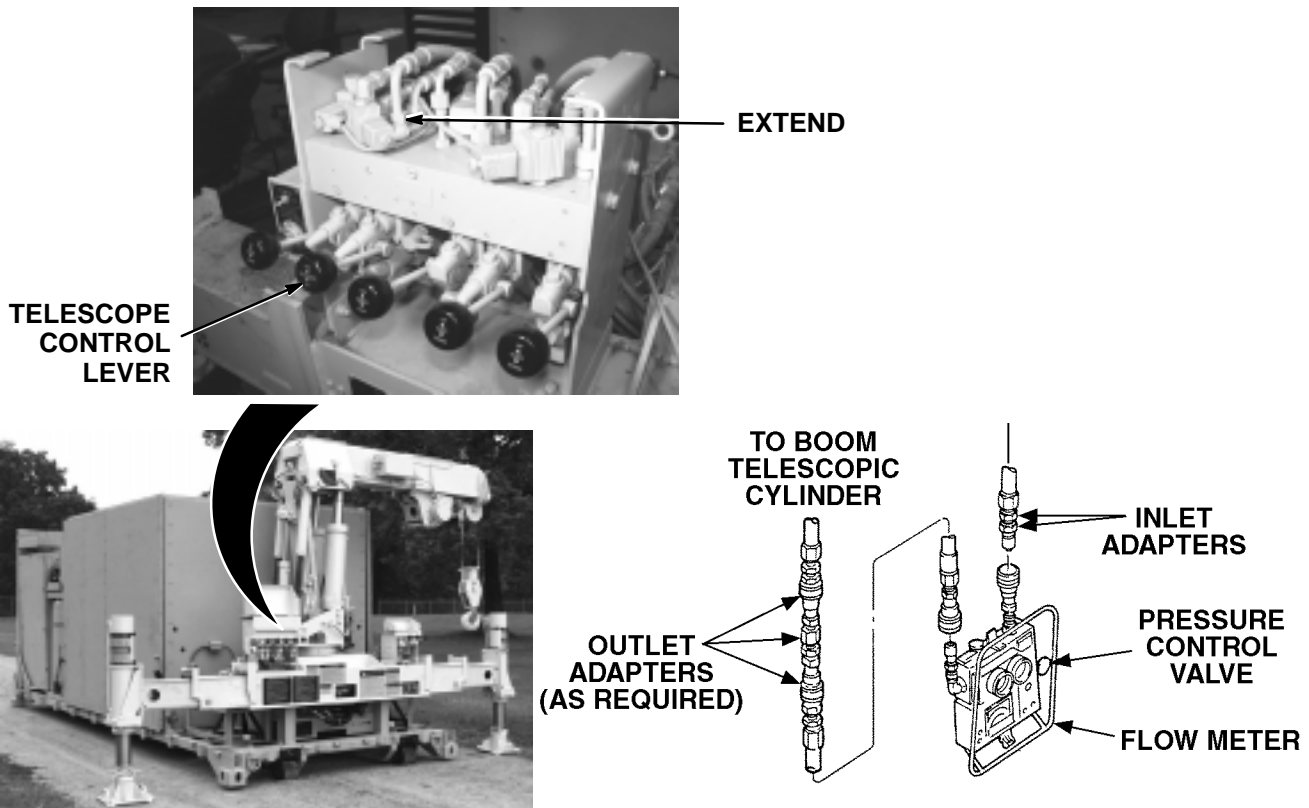 EXTEND
TELESCOPE
CONTROL
LEVER
TO BOOM
TELESCOPIC
CYLINDER
INLET
ADAPTERS
OUTLET
ADAPTERS
(AS REQUIRED)
PRESSURE
CONTROL
VALVE
FLOW METER